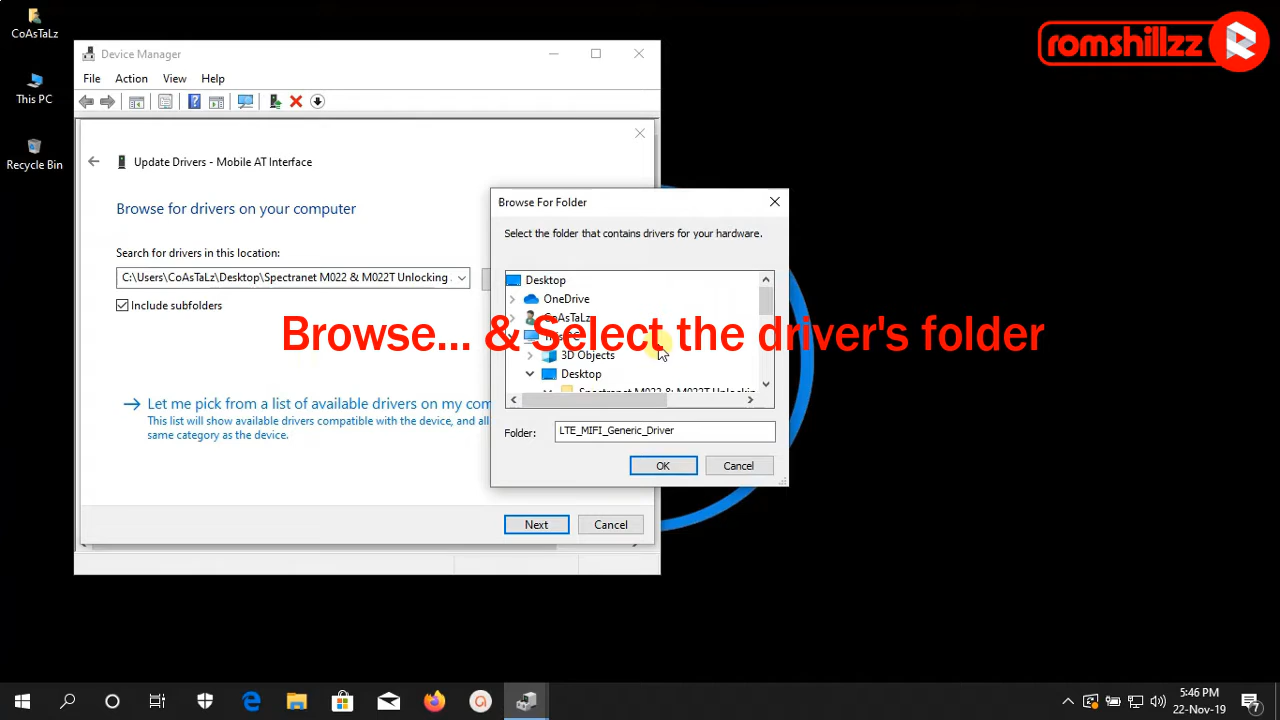 CoAsTaLz
This PC
Recycle Bin
romshillzz
Device Manager
File Action View Help
Update Drivers - Mobile AT Interface
Browse for drivers on your computer
Search for drivers in this location:
C:\Users\CoAsTaLz\Desktop\Spectranet M022 & M022T Unlocking
Include subfolders
Let me pick from a list of available drivers on my com
This list will show available drivers compatible with the device, and all
same category as the device.
Next
Cancel
Browse For Folder
Select the folder that contains drivers for your hardware.
Desktop
OneDrive
CoAsTaLz
This PC
3D Objects
Desktop
Spectranet M022 & M022T Unlockin
Folder:
LTE_MIFI_Generic_Driver
OK
Cancel
Browse... & Select the driver's folder
5:46 PM
22-Nov-19
7